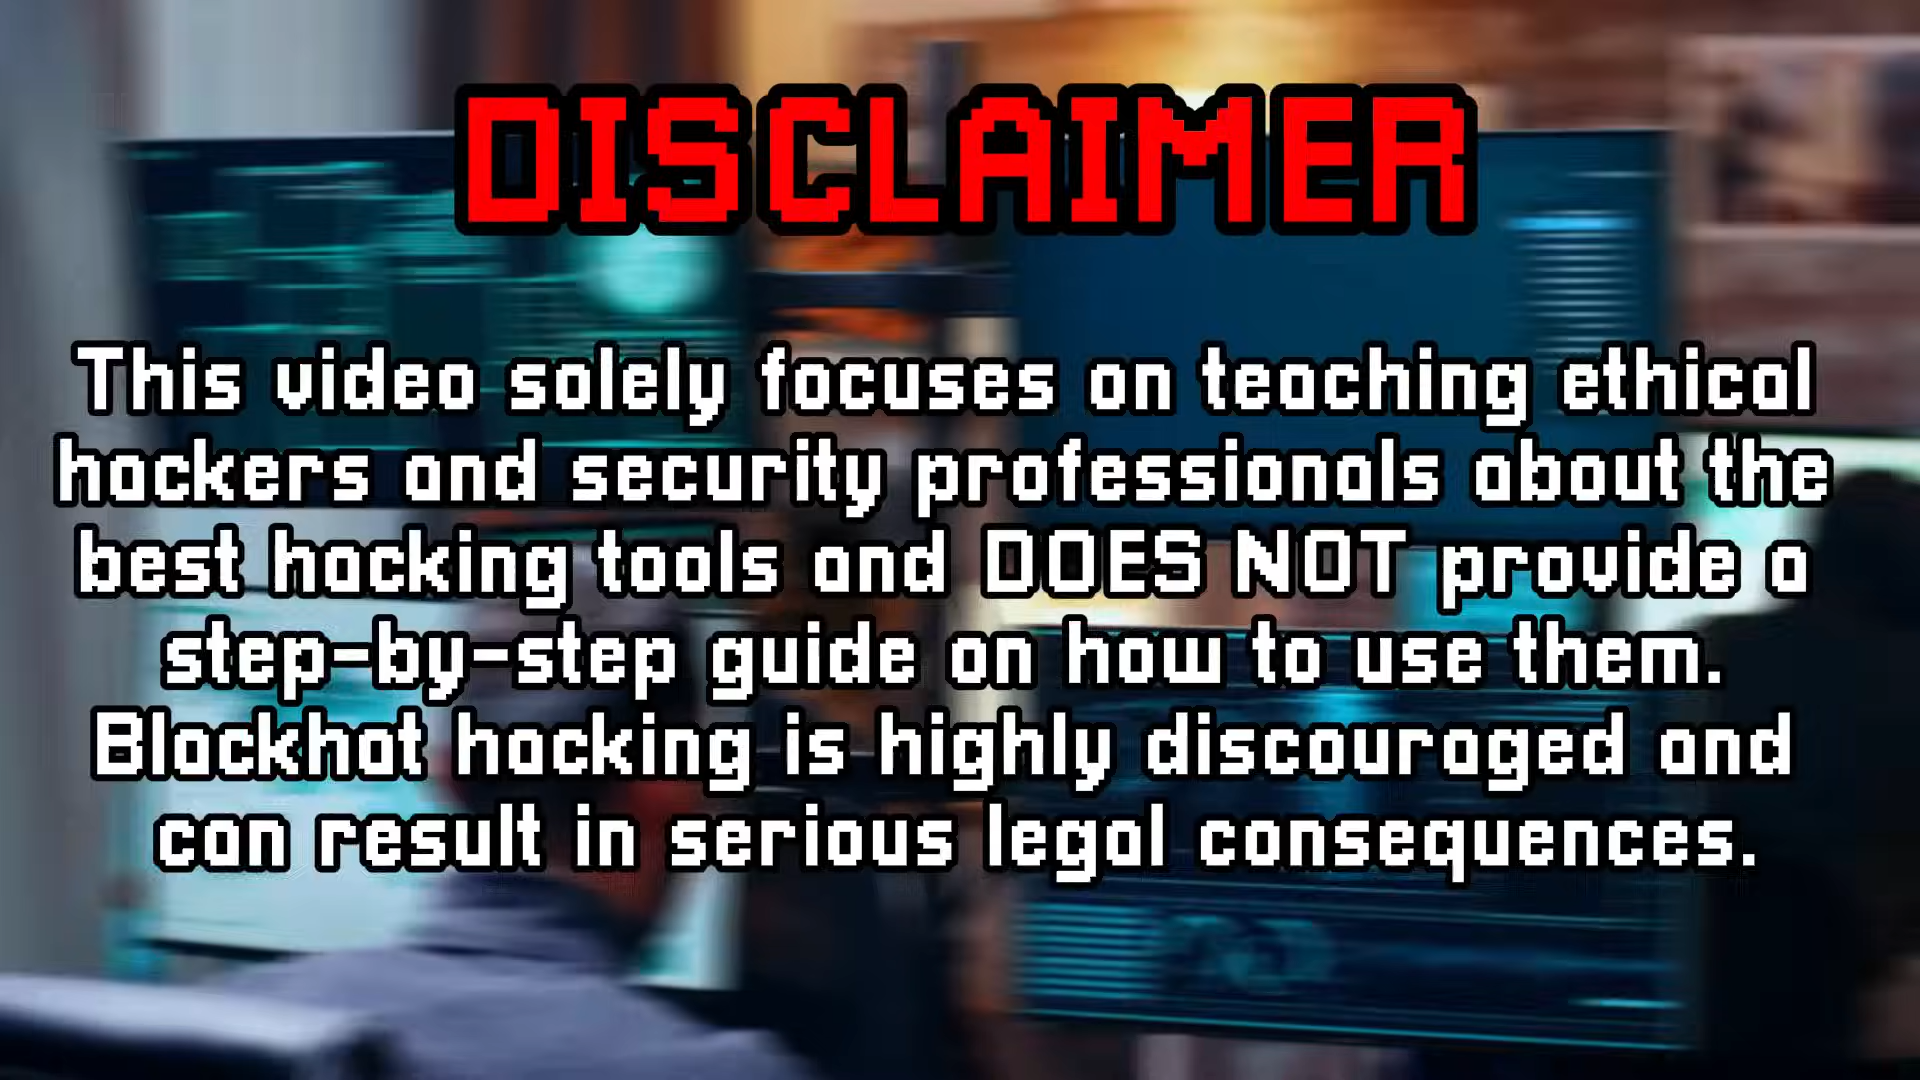 DISCLAIMER
This video solely focuses on teaching ethical
hackers and security professionals about the
best hacking tools and DOES NOT provide a
step-by-step guide on how to use them.
Blackhat hacking is highly discouraged and
can result in serious legal consequences.